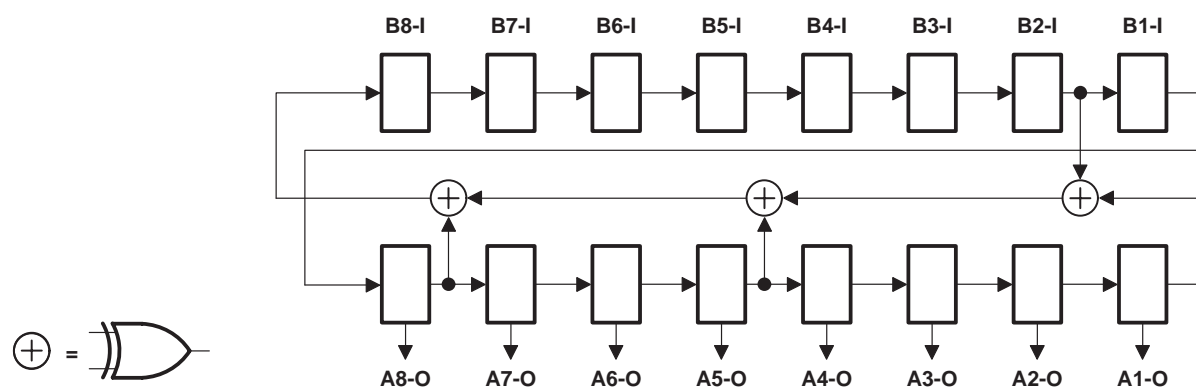 B8-I B7-I B6-I B5-I B4-I B3-I B2-I B1-I
=
A8-O A7-O A6-O A5-O A4-O A3-O A2-O A1-O